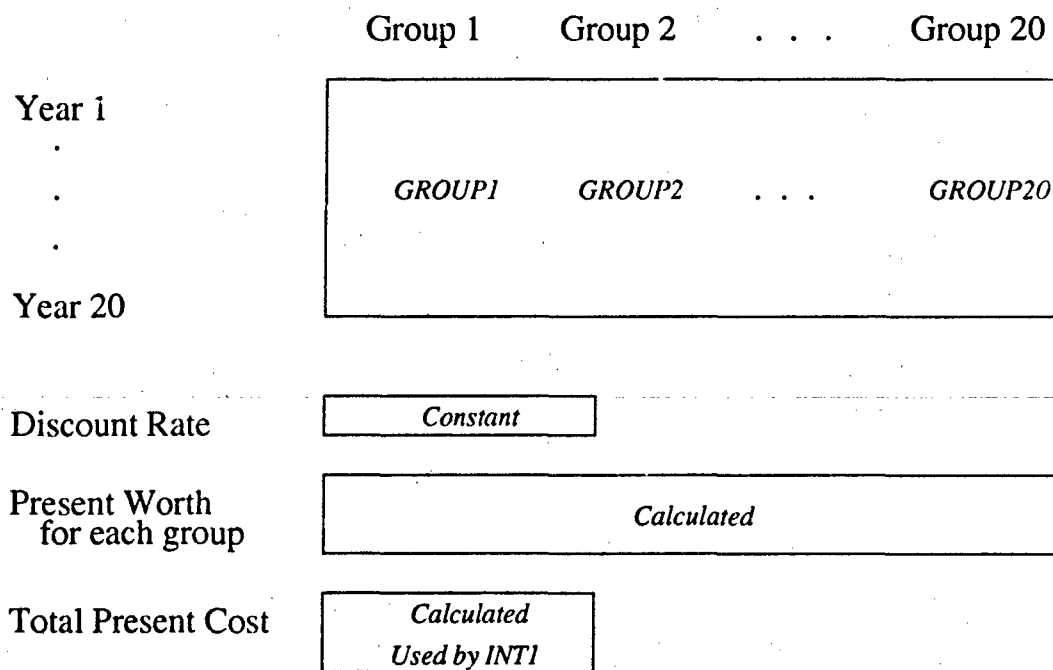 Group 1 Group 2 . . . Group 20
Year 1
.
.
.
GROUP1 GROUP2 . . . GROUP20
Year 20
Discount Rate Constant
Present Worth
for each group
Calculated
Total Present Cost Calculated
Used by INT1